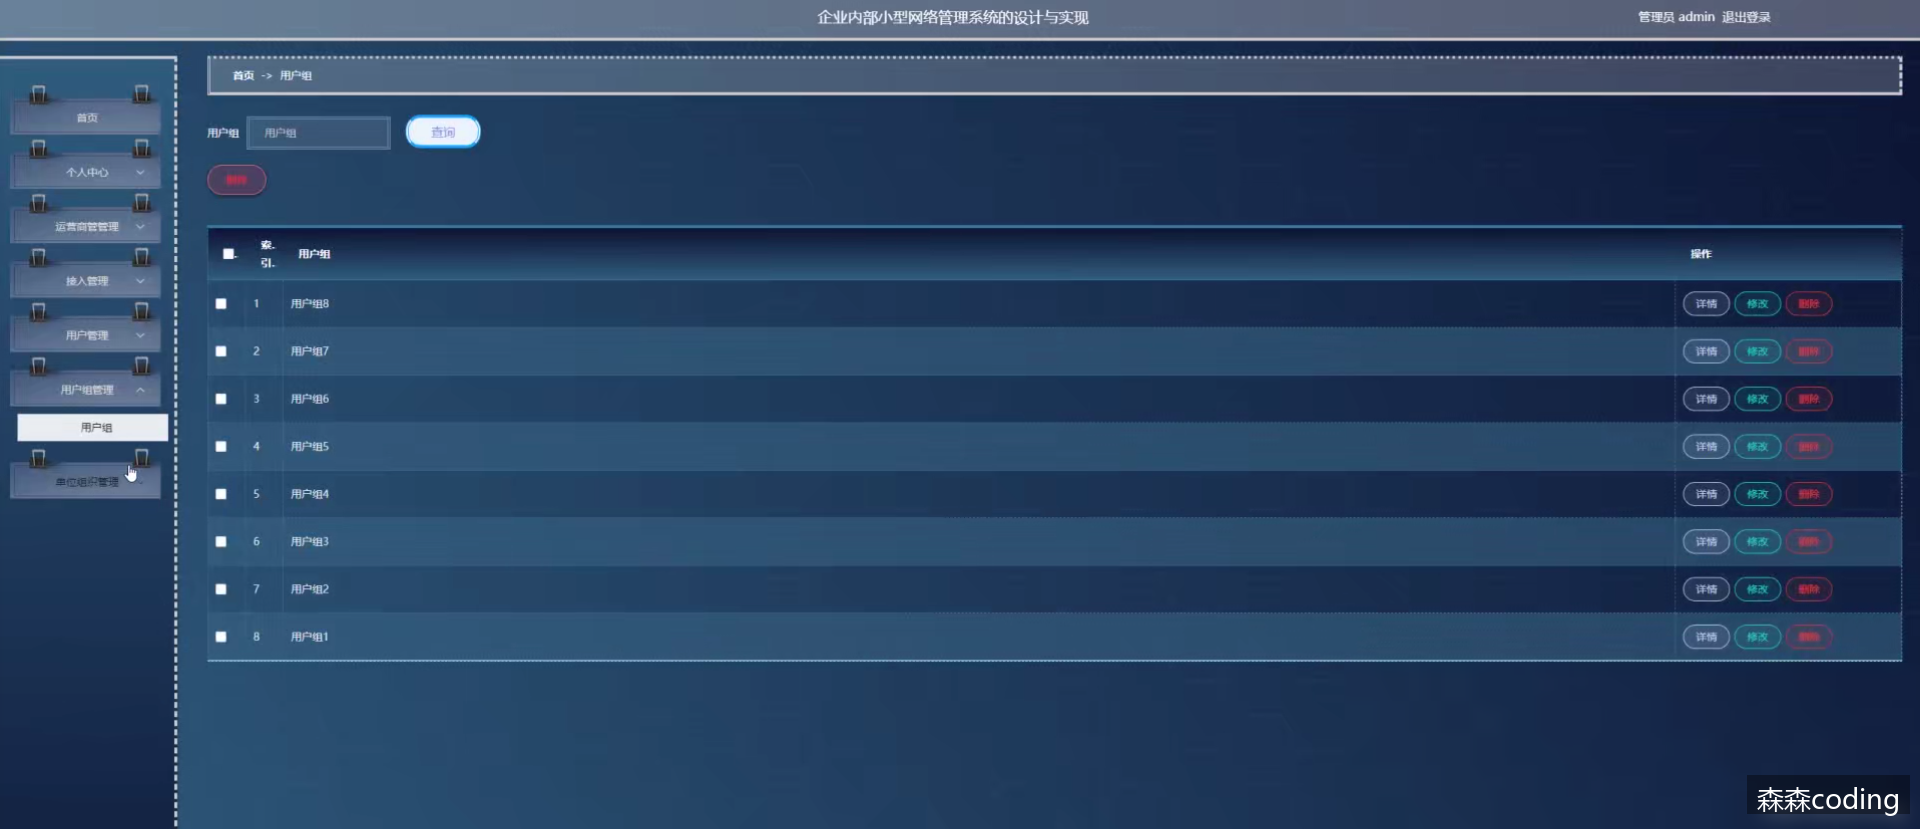 企业内部小型网络管理系统的设计与实现
管理员 admin 退出登录
首页
个人中心
运营商管管理
接入管理
用户管理
用户组管理
用户组
单位组织管理
首页 -> 用户组
用户组 用户组 查询
删除
索引 用户组 操作
1 用户组8 详情 修改 删除
2 用户组7 详情 修改 删除
3 用户组6 详情 修改 删除
4 用户组5 详情 修改 删除
5 用户组4 详情 修改 删除
6 用户组3 详情 修改 删除
7 用户组2 详情 修改 删除
8 用户组1 详情 修改 删除
森森coding